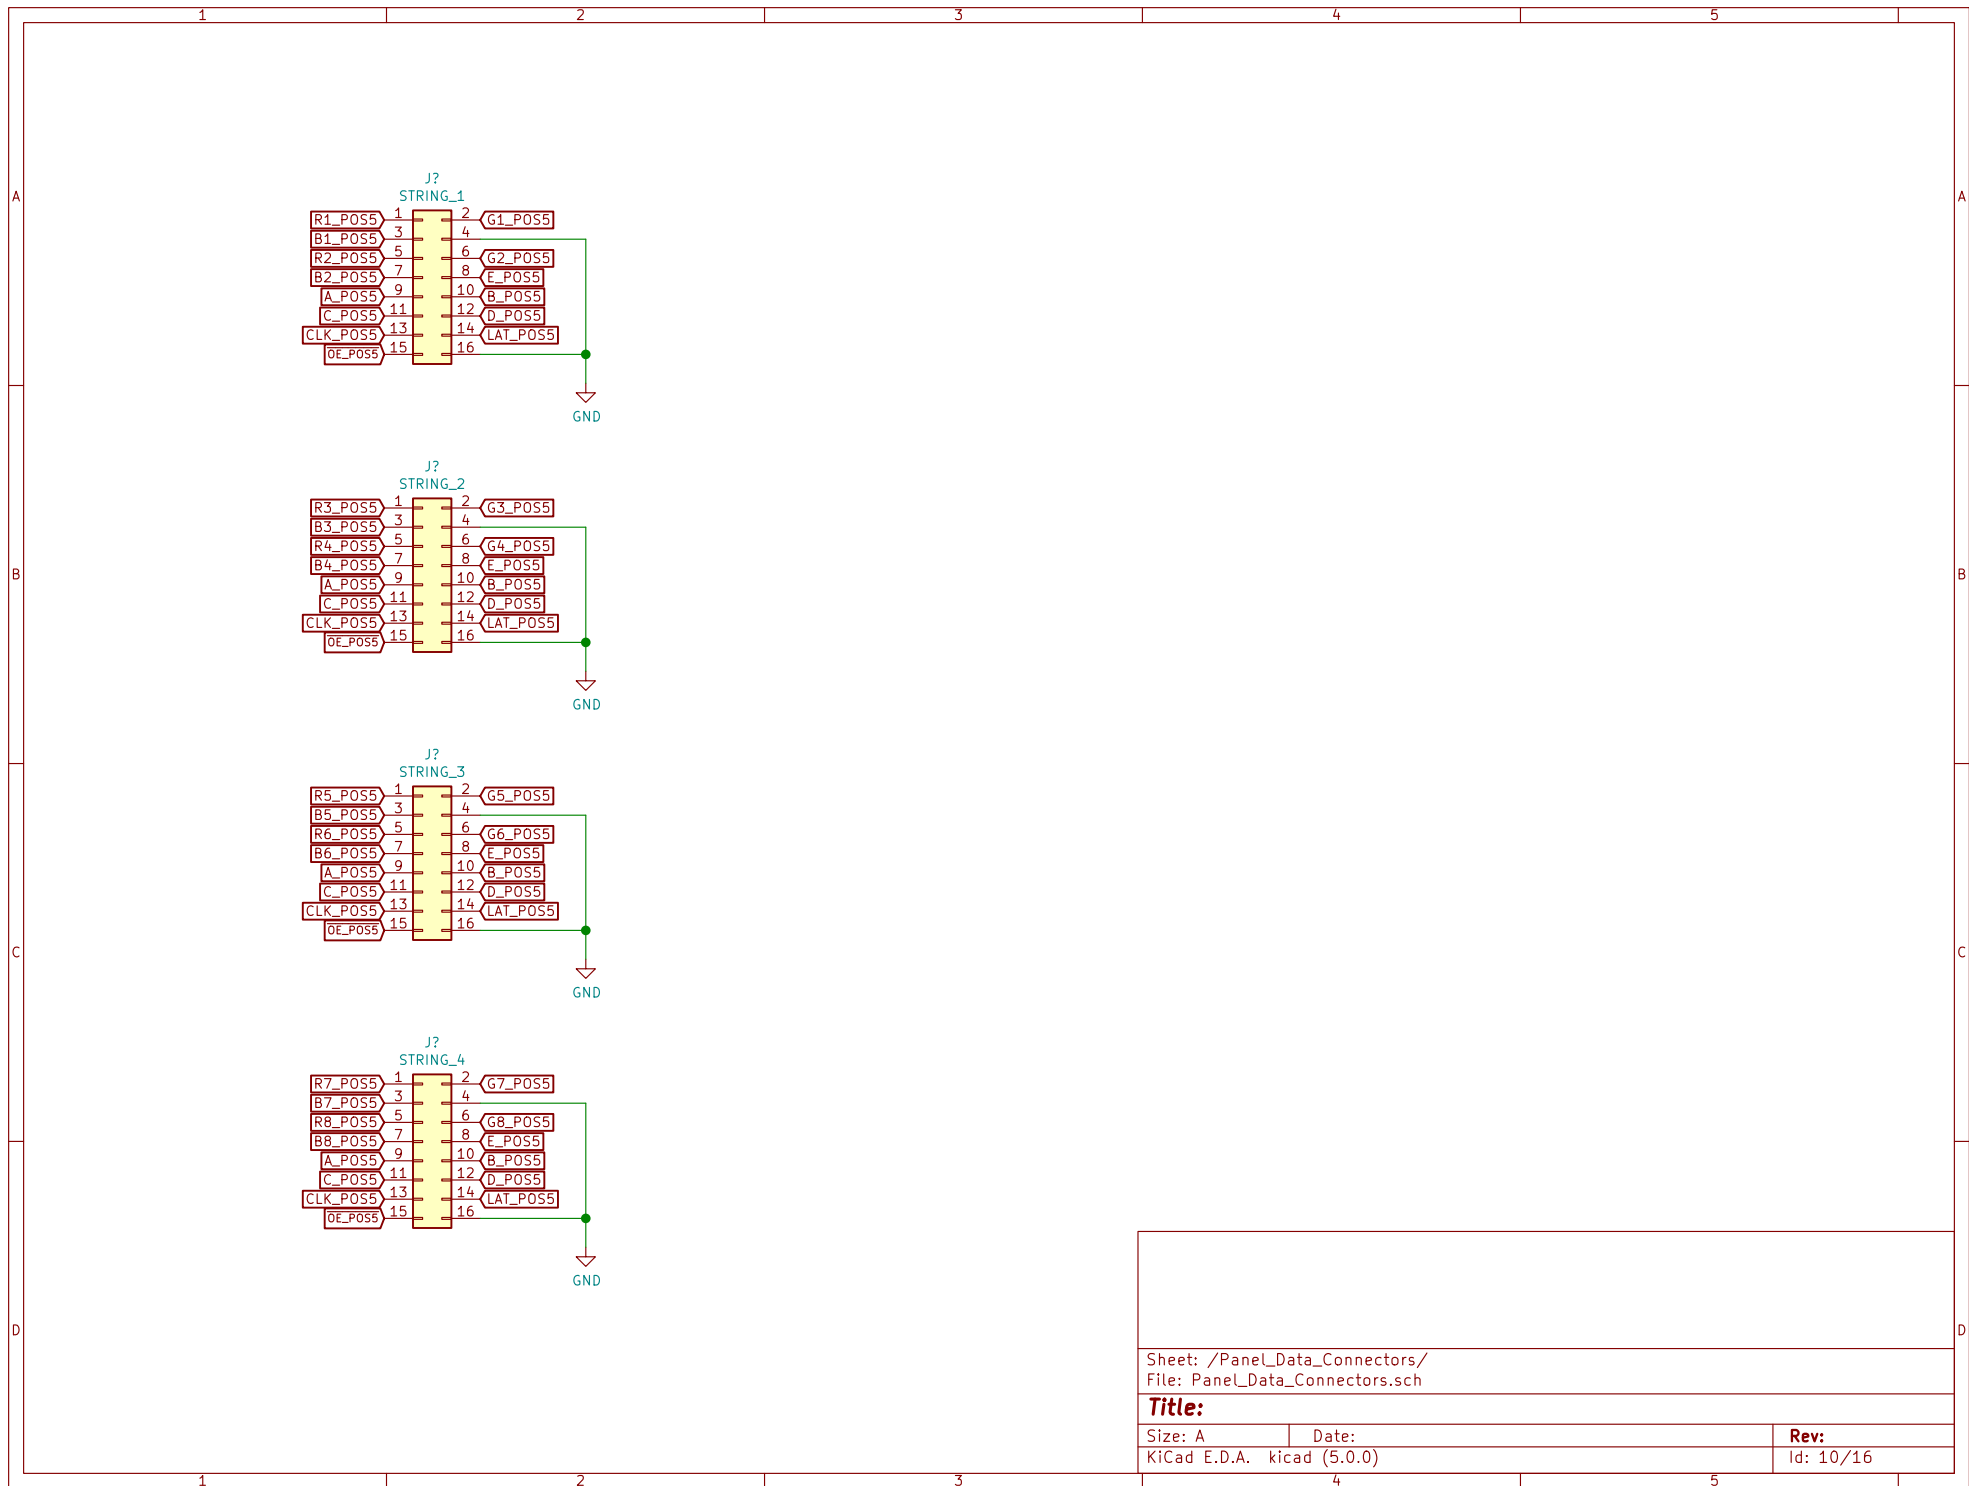 1 2 3 4 5
A A
J?
STRING_1
R1_POS5 1 2 G1_POS5
B1_POS5 3 4
R2_POS5 5 6 G2_POS5
B2_POS5 7 8 E_POS5
A_POS5 9 10 B_POS5
C_POS5 11 12 D_POS5
CLK_POS5 13 14 LAT_POS5
OE_POS5 15 16
GND
J?
STRING_2
R3_POS5 1 2 G3_POS5
B3_POS5 3 4
R4_POS5 5 6 G4_POS5
B4_POS5 7 8 E_POS5
B B
A_POS5 9 10 B_POS5
C_POS5 11 12 D_POS5
CLK_POS5 13 14 LAT_POS5
OE_POS5 15 16
GND
J?
STRING_3
R5_POS5 1 2 G5_POS5
B5_POS5 3 4
R6_POS5 5 6 G6_POS5
B6_POS5 7 8 E_POS5
A_POS5 9 10 B_POS5
C_POS5 11 12 D_POS5
CLK_POS5 13 14 LAT_POS5
OE_POS5 15 16
C C
GND
J?
STRING_4
R7_POS5 1 2 G7_POS5
B7_POS5 3 4
R8_POS5 5 6 G8_POS5
B8_POS5 7 8 E_POS5
A_POS5 9 10 B_POS5
C_POS5 11 12 D_POS5
CLK_POS5 13 14 LAT_POS5
OE_POS5 15 16
GND
D D
Sheet: /Panel_Data_Connectors/
File: Panel_Data_Connectors.sch
Title:
Size: A Date: Rev:
KiCad E.D.A. kicad (5.0.0) Id: 10/16
1 2 3 4 5